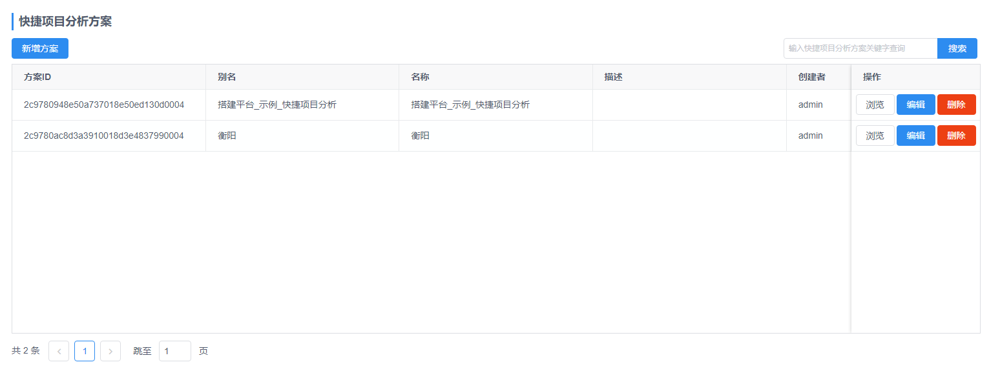 快捷项目分析方案
新增方案
输入快捷项目分析方案关键字查询 搜索
方案ID 别名 名称 描述 创建者 操作
2c9780948e50a737018e50ed130d0004 搭建平台_示例_快捷项目分析 搭建平台_示例_快捷项目分析 admin 浏览 编辑 删除
2c9780ac8d3a3910018d3e4837990004 衡阳 衡阳 admin 浏览 编辑 删除
共 2 条 1 跳至 1 页